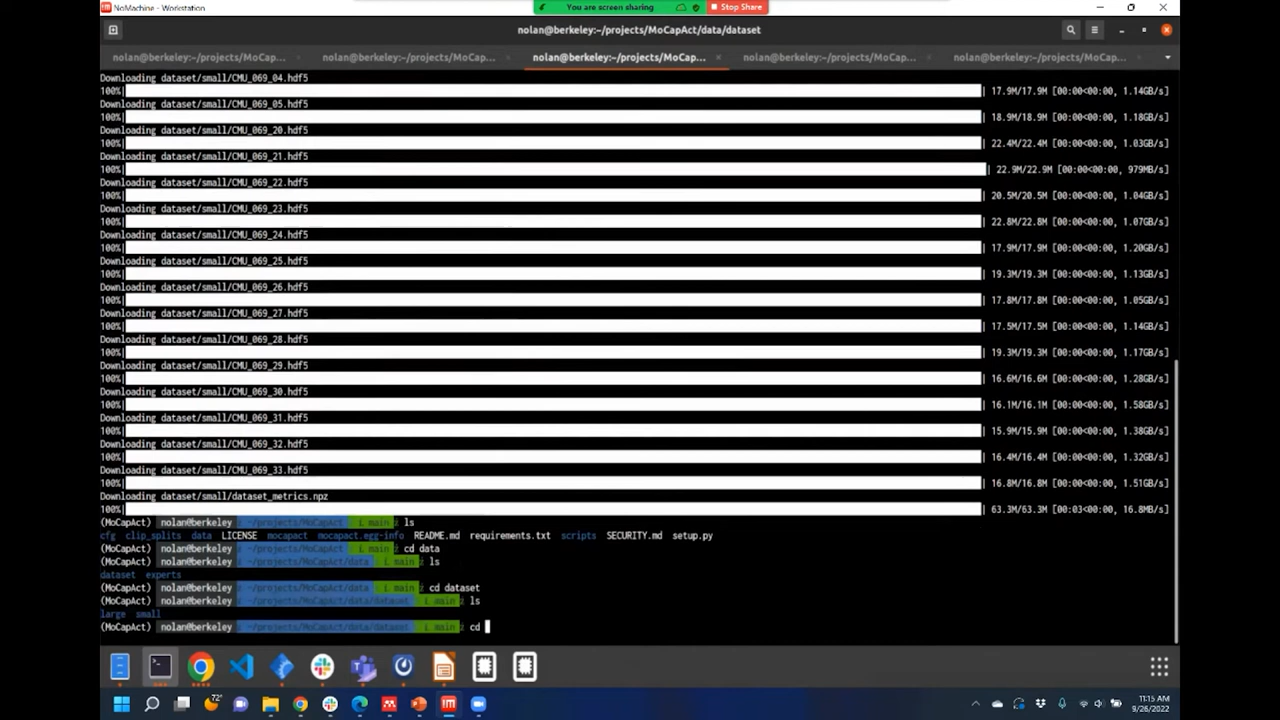 NoMachine - Workstation
You are screen sharing
Stop Share
nolan@berkeley:~/projects/MoCapAct/data/dataset
nolan@berkeley:~/projects/MoCap... nolan@berkeley:~/projects/MoCap... nolan@berkeley:~/projects/MoCap... nolan@berkeley:~/projects/MoCap... nolan@berkeley:~/projects/MoCap...
Downloading dataset/small/CMU_069_04.hdf5
100%| | 17.9M/17.9M [00:00<00:00, 1.14GB/s]
Downloading dataset/small/CMU_069_05.hdf5
100%| | 18.9M/18.9M [00:00<00:00, 1.18GB/s]
Downloading dataset/small/CMU_069_20.hdf5
100%| | 22.4M/22.4M [00:00<00:00, 1.03GB/s]
Downloading dataset/small/CMU_069_21.hdf5
100%| | 22.9M/22.9M [00:00<00:00, 979MB/s]
Downloading dataset/small/CMU_069_22.hdf5
100%| | 20.5M/20.5M [00:00<00:00, 1.04GB/s]
Downloading dataset/small/CMU_069_23.hdf5
100%| | 22.8M/22.8M [00:00<00:00, 1.07GB/s]
Downloading dataset/small/CMU_069_24.hdf5
100%| | 17.9M/17.9M [00:00<00:00, 1.20GB/s]
Downloading dataset/small/CMU_069_25.hdf5
100%| | 19.3M/19.3M [00:00<00:00, 1.13GB/s]
Downloading dataset/small/CMU_069_26.hdf5
100%| | 17.8M/17.8M [00:00<00:00, 1.05GB/s]
Downloading dataset/small/CMU_069_27.hdf5
100%| | 17.5M/17.5M [00:00<00:00, 1.14GB/s]
Downloading dataset/small/CMU_069_28.hdf5
100%| | 19.3M/19.3M [00:00<00:00, 1.17GB/s]
Downloading dataset/small/CMU_069_29.hdf5
100%| | 16.6M/16.6M [00:00<00:00, 1.28GB/s]
Downloading dataset/small/CMU_069_30.hdf5
100%| | 16.1M/16.1M [00:00<00:00, 1.58GB/s]
Downloading dataset/small/CMU_069_31.hdf5
100%| | 15.9M/15.9M [00:00<00:00, 1.38GB/s]
Downloading dataset/small/CMU_069_32.hdf5
100%| | 16.4M/16.4M [00:00<00:00, 1.32GB/s]
Downloading dataset/small/CMU_069_33.hdf5
100%| | 16.8M/16.8M [00:00<00:00, 1.51GB/s]
Downloading dataset/small/dataset_metrics.npz
100%| | 63.3M/63.3M [00:03<00:00, 16.8MB/s]
(MoCapAct) nolan@berkeley ~/projects/MoCapAct main ls
cfg clip_splits data LICENSE mocapact mocapact.egg-info README.md requirements.txt scripts SECURITY.md setup.py
(MoCapAct) nolan@berkeley ~/projects/MoCapAct main cd data
(MoCapAct) nolan@berkeley ~/projects/MoCapAct/data main ls
dataset experts
(MoCapAct) nolan@berkeley ~/projects/MoCapAct/data main cd dataset
(MoCapAct) nolan@berkeley ~/projects/MoCapAct/data/dataset main ls
large small
(MoCapAct) nolan@berkeley ~/projects/MoCapAct/data/dataset main cd
72°
11:15 AM
9/26/2022